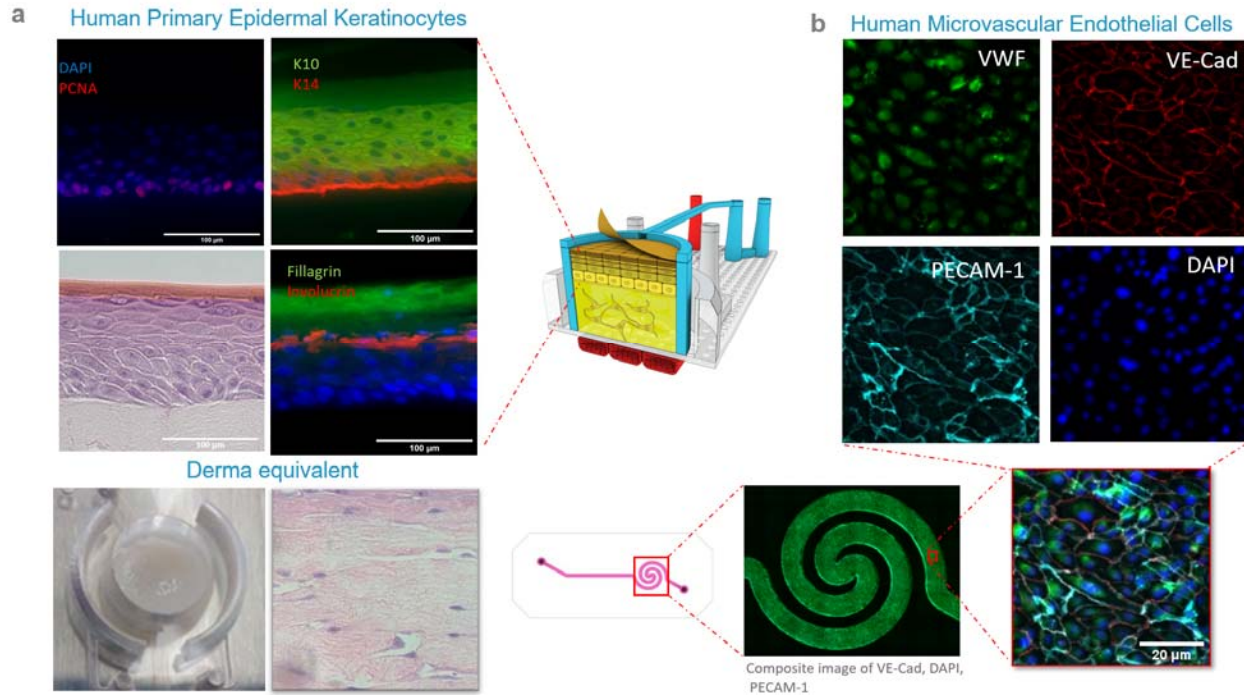 a
Human Primary Epidermal Keratinocytes
DAPI
PCNA
100 µm
K10
K14
100 µm
100 µm
Fillagrin
Involucrin
100 µm
Derma equivalent
b
Human Microvascular Endothelial Cells
VWF
VE-Cad
PECAM-1
DAPI
Composite image of VE-Cad, DAPI,
PECAM-1
20 µm